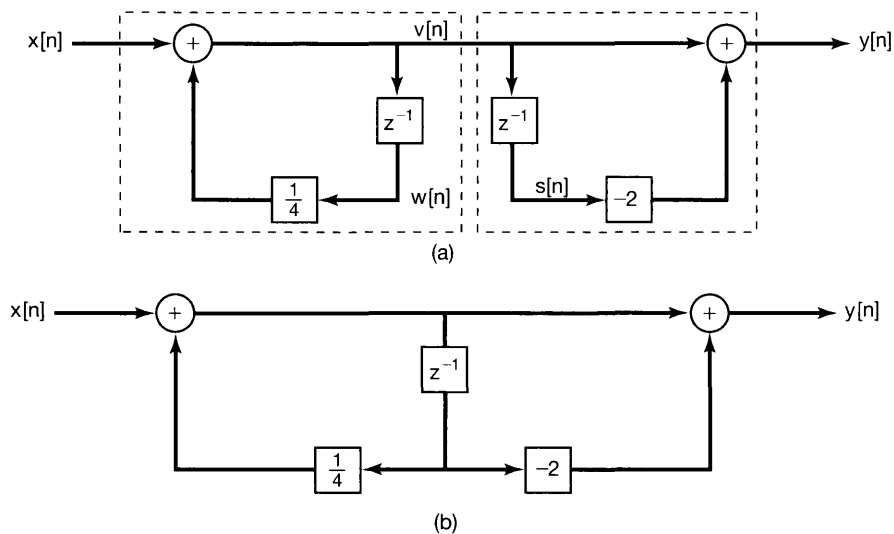 x[n] + v[n] + y[n]
z⁻¹ z⁻¹
1/4 w[n] s[n] −2
(a)
x[n] + + y[n]
z⁻¹
1/4 −2
(b)